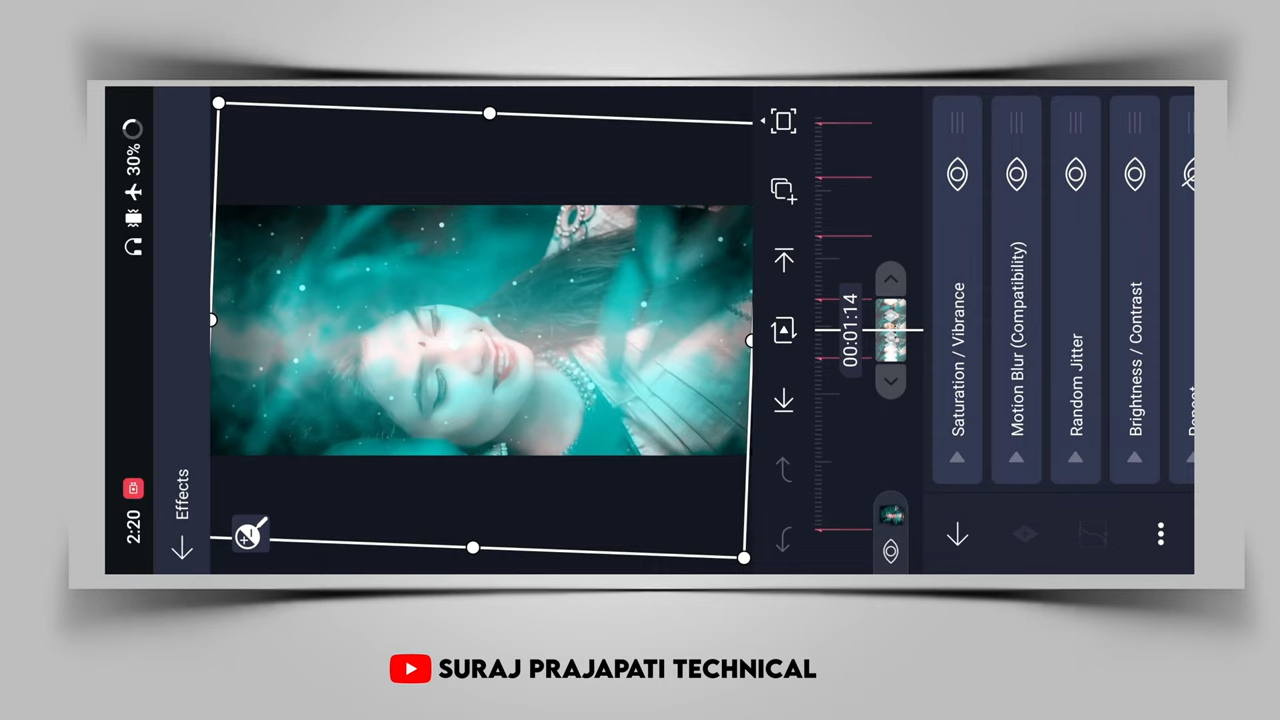 2:20
30%
Effects
00:01:14
Saturation / Vibrance
Motion Blur (Compatibility)
Random Jitter
Brightness / Contrast
SURAJ PRAJAPATI TECHNICAL